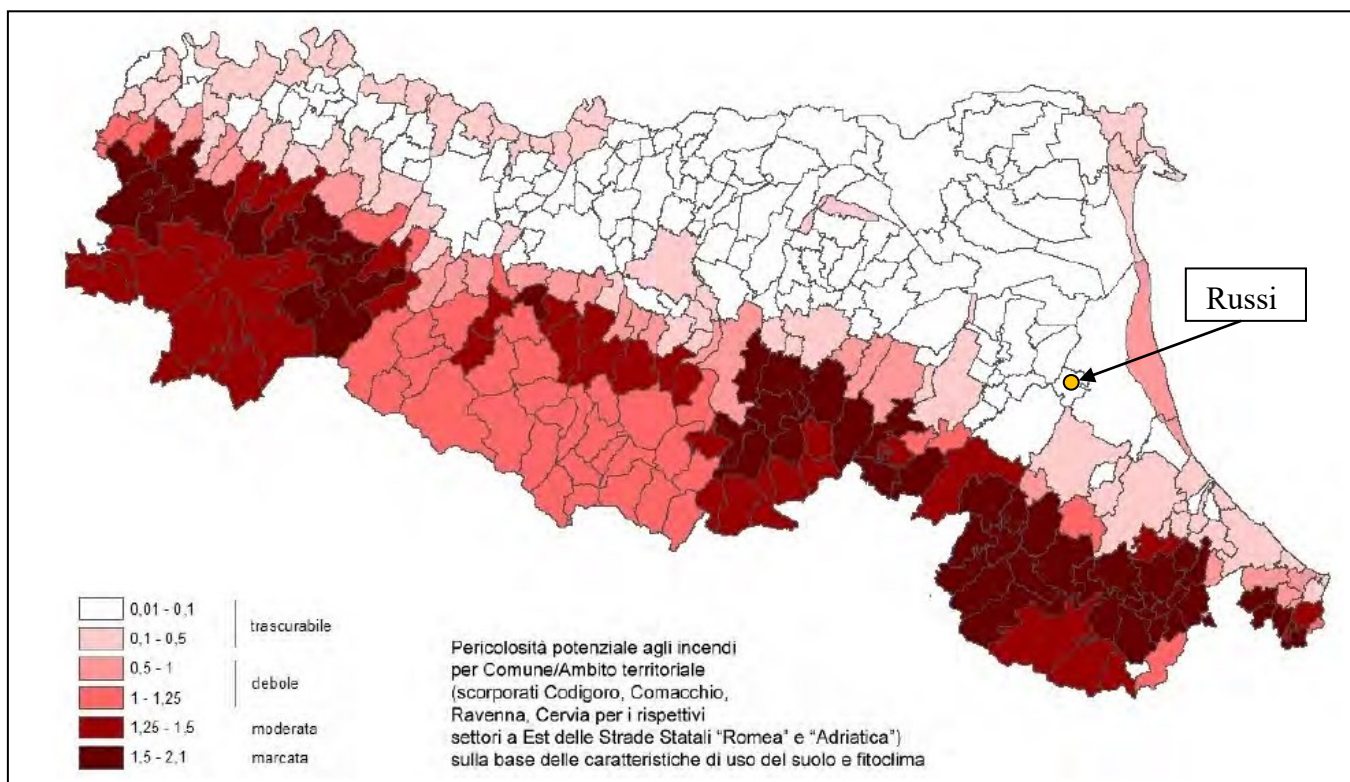 Russi
0,01 - 0,1
trascurabile
0,1 - 0,5
0,5 - 1
debole
1 - 1,25
1,25 - 1,5
moderata
1,5 - 2,1
marcata
Pericolosità potenziale agli incendi
per Comune/Ambito territoriale
(scorporati Codigoro, Comacchio,
Ravenna, Cervia per i rispettivi
settori a Est delle Strade Statali “Romea” e “Adriatica”)
sulla base delle caratteristiche di uso del suolo e fitoclima